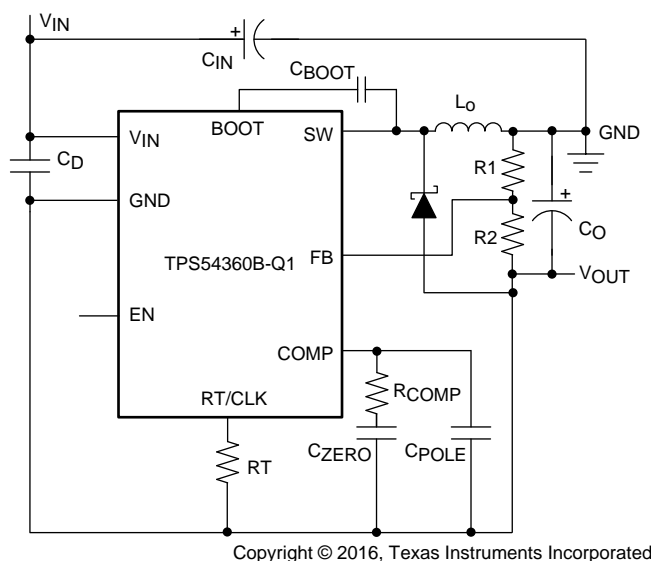 VIN
+
CIN
CBOOT
Lo
BOOT
VIN
SW
GND
CD
R1
GND
+
R2
CO
TPS54360B-Q1
FB
VOUT
EN
COMP
RCOMP
RT/CLK
CZERO
CPOLE
RT
Copyright © 2016, Texas Instruments Incorporated